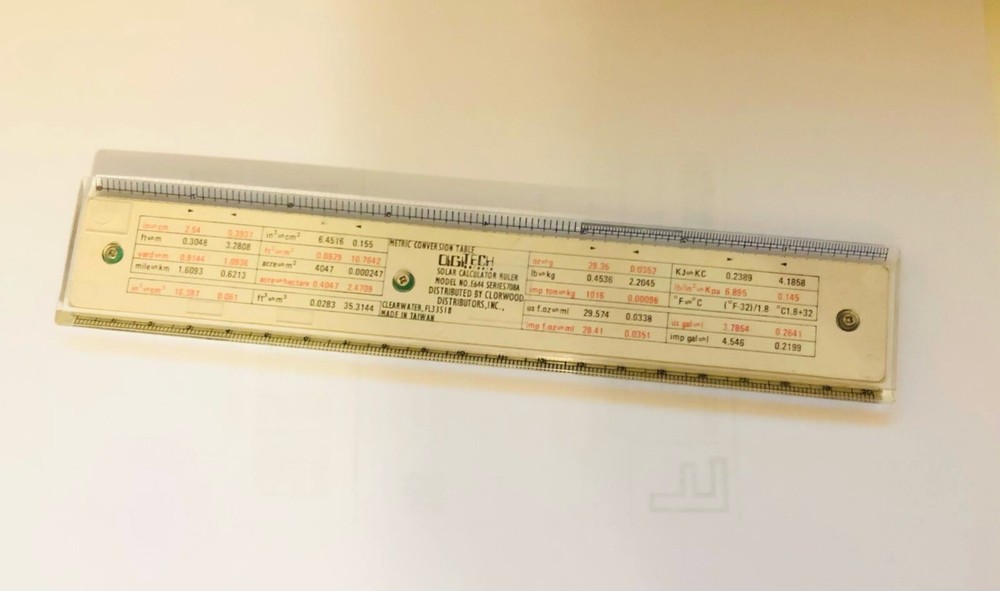 in⇌cm 2.54 0.3937
ft⇌m 0.3048 3.2808
yard⇌m 0.9144 1.0936
mile⇌km 1.6093 0.6213
in³⇌cm³ 16.387 0.061
in²⇌cm² 6.4516 0.155
ft²⇌m² 0.0929 10.7642
acre⇌m² 4047 0.000247
acre⇌hectare 0.4047 2.4709
ft³⇌m³ 0.0283 35.3144
METRIC CONVERSION TABLE
DIGITECH
SOLAR CALCULATOR RULER
MODEL NO. E644 SERIES708A
DISTRIBUTED BY CLORWOOD
DISTRIBUTORS, INC.,
CLEARWATER, FL33518
MADE IN TAIWAN
oz⇌g 28.35 0.0352
lb⇌kg 0.4536 2.2045
imp ton⇌kg 1016 0.00098
us f.oz⇌ml 29.574 0.0338
imp f.oz⇌ml 28.41 0.0351
KJ⇌KC 0.2389 4.1858
lb/in²⇌Kpa 6.895 0.145
°F⇌°C (°F-32)/1.8 °C1.8+32
us gal⇌l 3.7854 0.2641
imp gal⇌l 4.546 0.2199